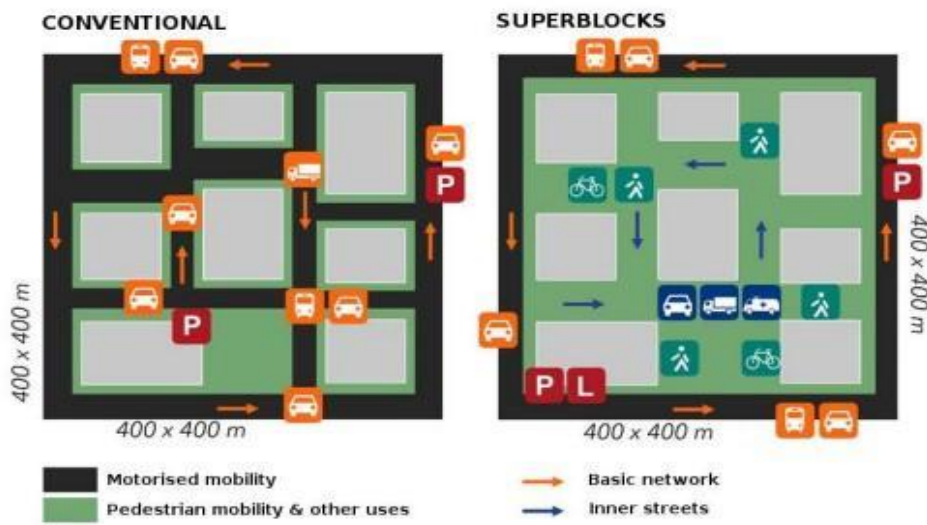 CONVENTIONAL
P
P
400 x 400 m
400 x 400 m
SUPERBLOCKS
P
P L
400 x 400 m
400 x 400 m
Motorised mobility
Pedestrian mobility & other uses
Basic network
Inner streets